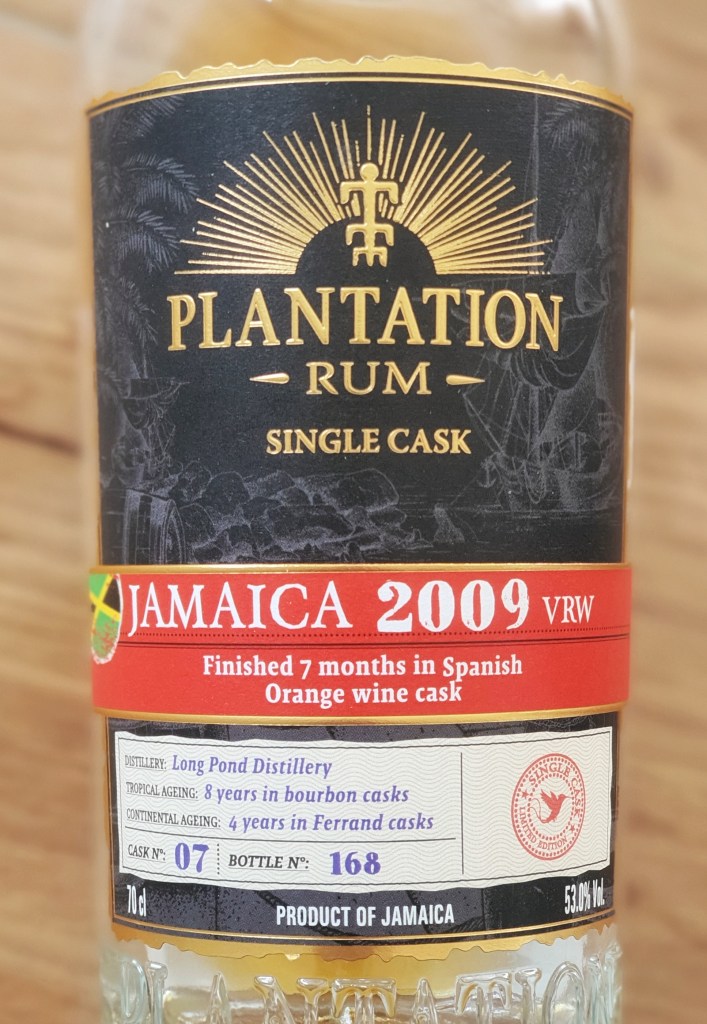 PLANTATION
RUM
SINGLE CASK
JAMAICA 2009 VRW
Finished 7 months in Spanish
Orange wine cask
DISTILLERY: Long Pond Distillery
TROPICAL AGEING: 8 years in bourbon casks
CONTINENTAL AGEING: 4 years in Ferrand casks
CASK Nº: 07 BOTTLE Nº: 168
SINGLE CASK
LIMITED EDITION
70 cl
PRODUCT OF JAMAICA
53.0% Vol.
PLANTATION